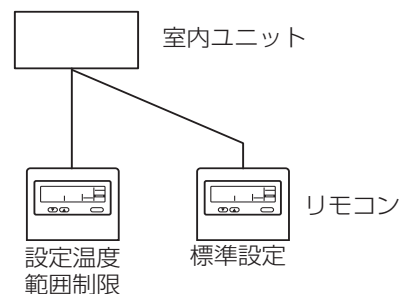 室内ユニット
リモコン
設定温度
範囲制限
標準設定